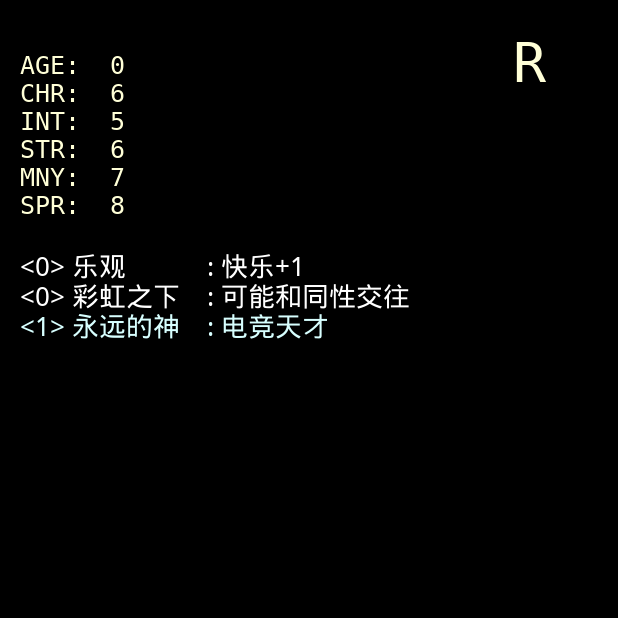 R
AGE: 0
CHR: 6
INT: 5
STR: 6
MNY: 7
SPR: 8
<0> 乐观 : 快乐+1
<0> 彩虹之下 : 可能和同性交往
<1> 永远的神 : 电竞天才